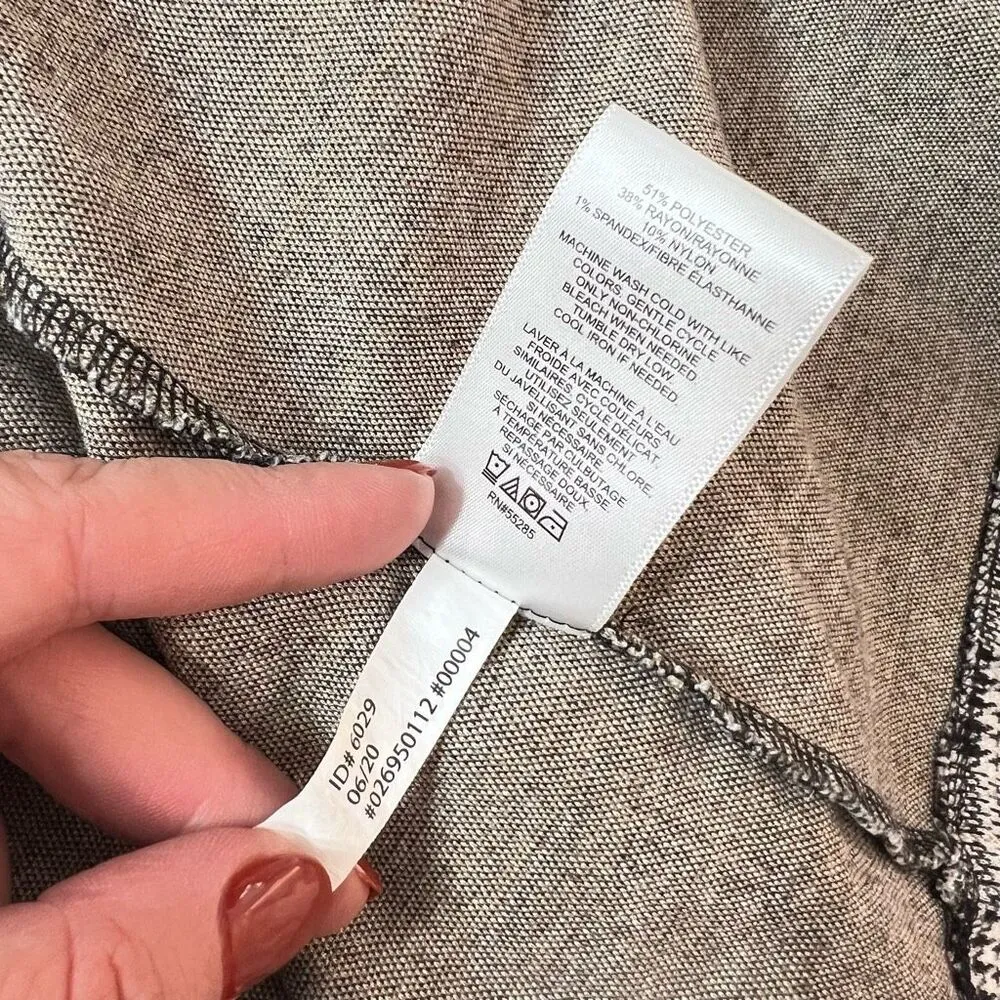 51% POLYESTER
38% RAYON/RAYONNE
10% NYLON
1% SPANDEX/FIBRE ÉLASTHANNE
MACHINE WASH COLD WITH LIKE
COLORS, GENTLE CYCLE
ONLY NON-CHLORINE
BLEACH WHEN NEEDED.
TUMBLE DRY LOW.
COOL IRON IF NEEDED.
LAVER À LA MACHINE À L'EAU
FROIDE AVEC COULEURS
SIMILAIRES, CYCLE DÉLICAT.
UTILISEZ SEULEMENT
DU JAVELLISANT SANS CHLORE,
SI NÉCESSAIRE.
SÉCHAGE PAR CULBUTAGE
À TEMPÉRATURE BASSE
REPASSAGE DOUX,
SI NÉCESSAIRE
RN#55285
ID# 6029
06/20
#026950112 #00004